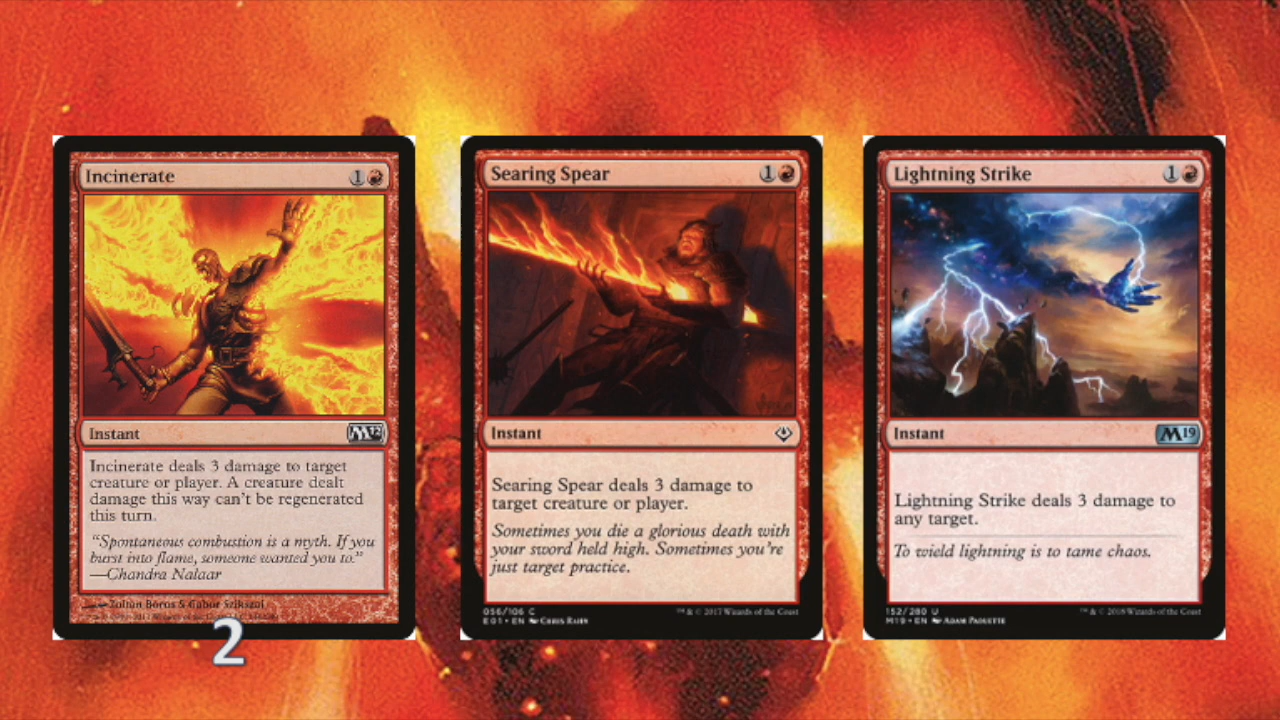 Incinerate 1
Instant M12
Incinerate deals 3 damage to target
creature or player. A creature dealt
damage this way can't be regenerated
this turn.
"Spontaneous combustion is a myth. If you
burst into flame, someone wanted you to."
—Chandra Nalaar
Zoltan Boros & Gabor Szikszai
2
Searing Spear 1
Instant
Searing Spear deals 3 damage to
target creature or player.
Sometimes you die a glorious death with
your sword held high. Sometimes you're
just target practice.
056/106 C ™ & © 2017 Wizards of the Coast
E01 • EN Chris Rahn
Lightning Strike 1
Instant M19
Lightning Strike deals 3 damage to
any target.
To wield lightning is to tame chaos.
152/280 U ™ & © 2018 Wizards of the Coast
M19 • EN Adam Paquette